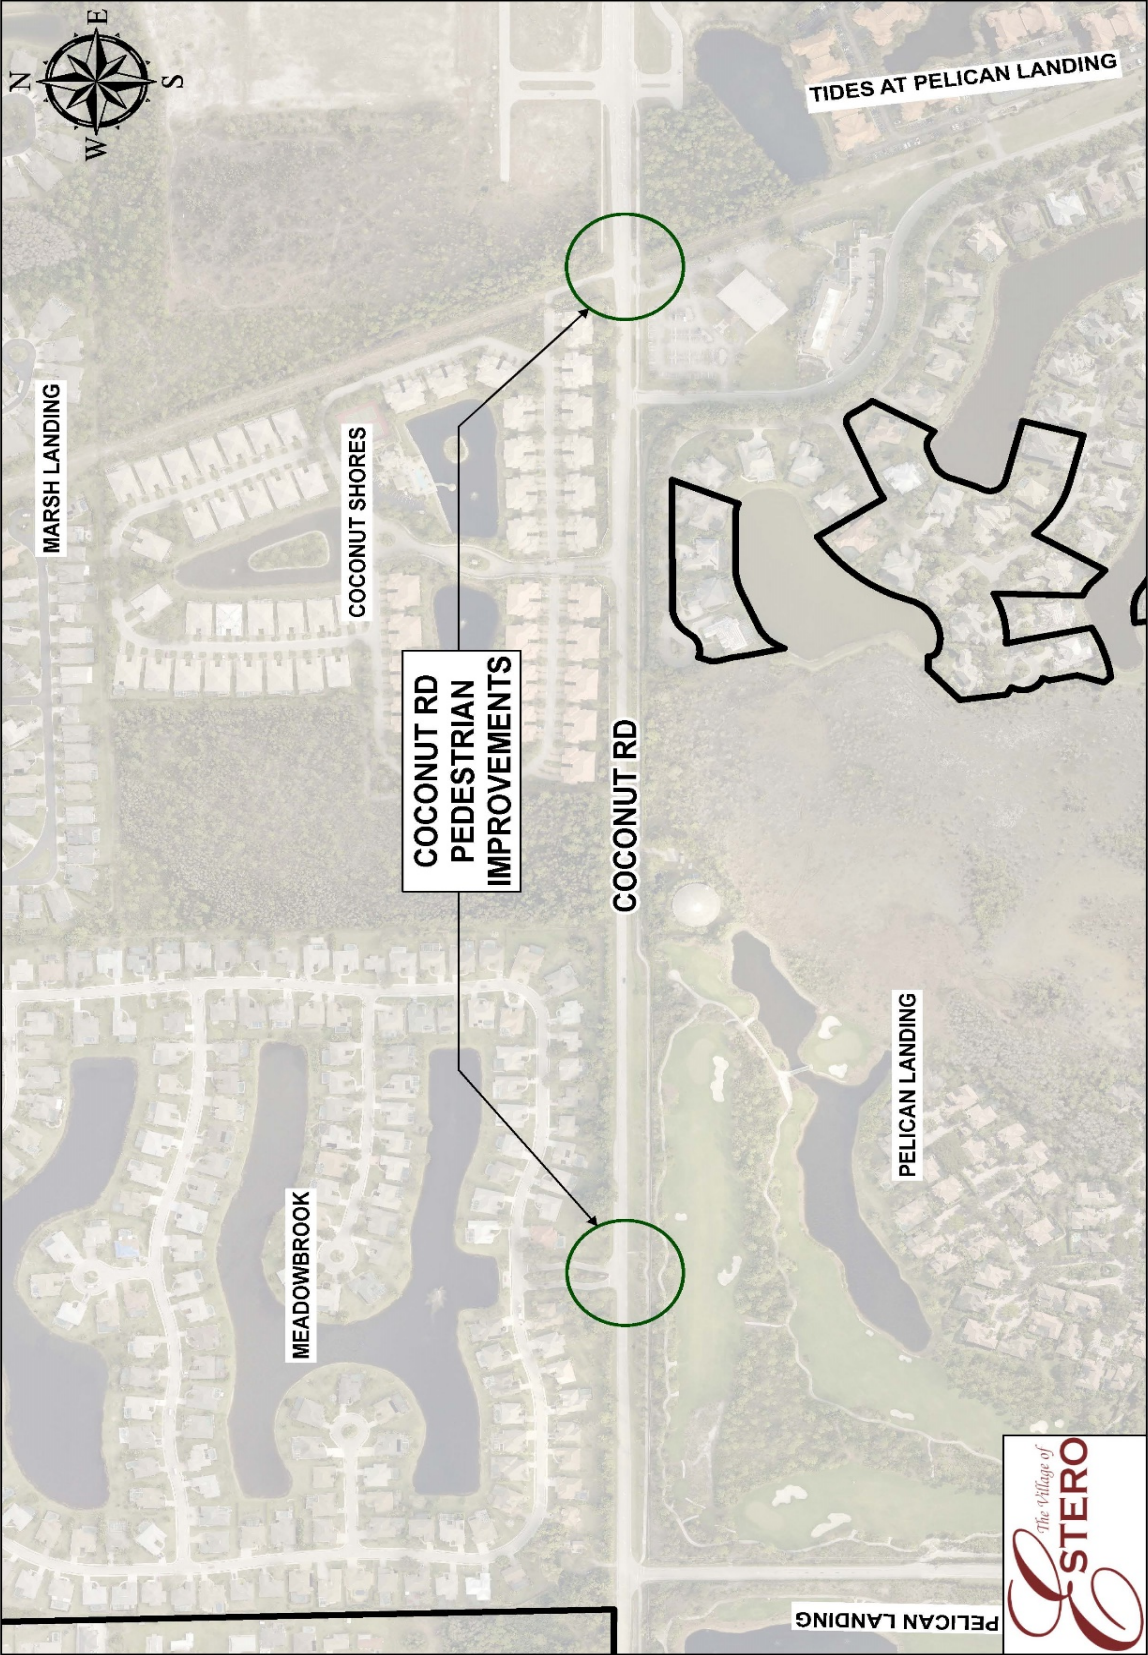 N
E
S
W
TIDES AT PELICAN LANDING
MARSH LANDING
COCONUT SHORES
COCONUT RD
PEDESTRIAN
IMPROVEMENTS
COCONUT RD
MEADOWBROOK
PELICAN LANDING
PELICAN LANDING
The Village of
ESTERO